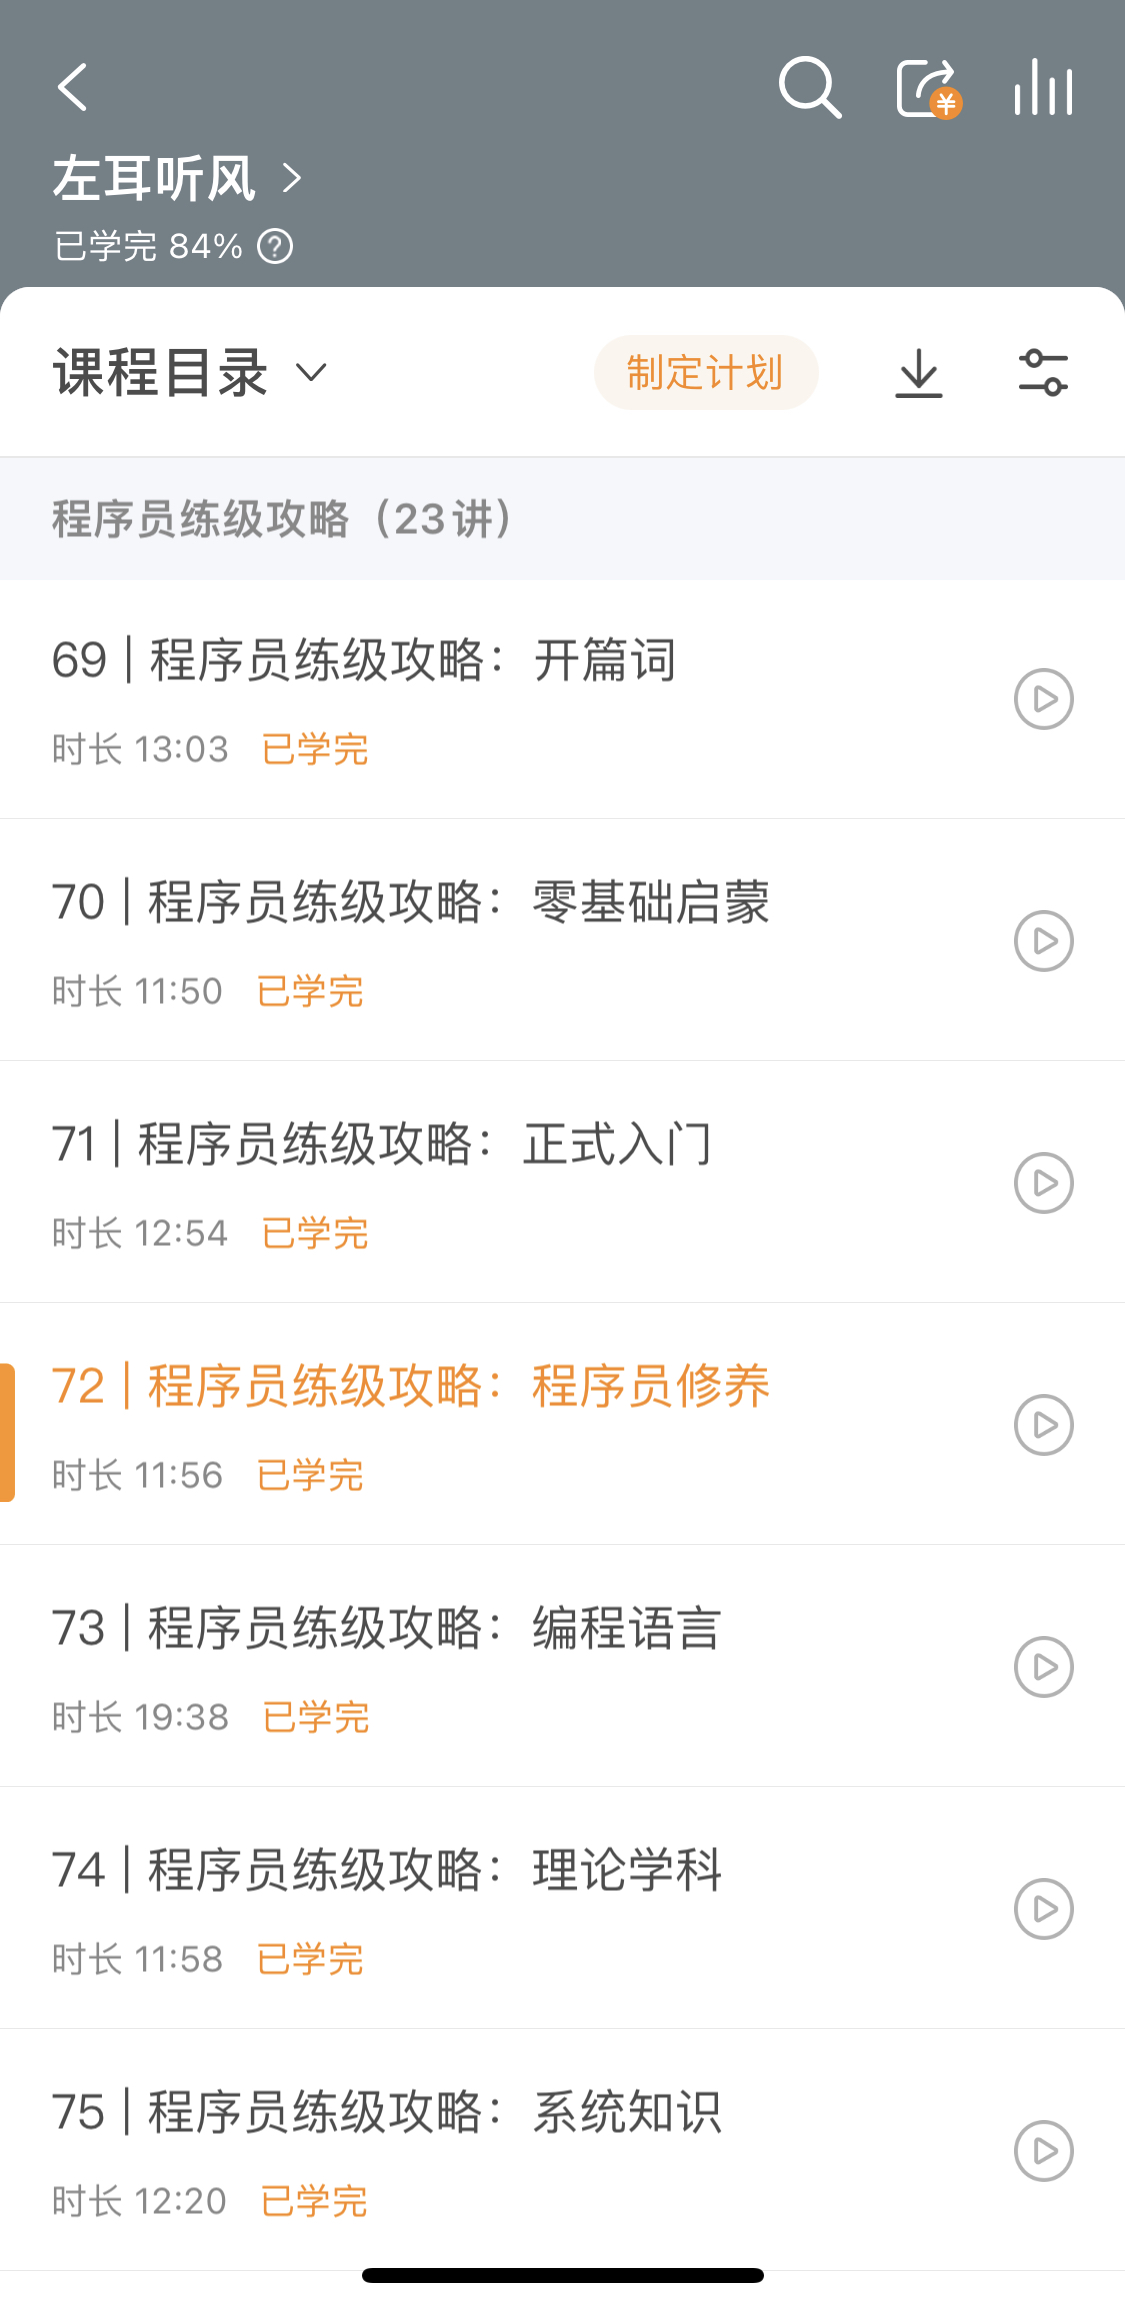 左耳听风
已学完 84%
课程目录
制定计划
程序员练级攻略（23讲）
69 | 程序员练级攻略：开篇词
时长 13:03 已学完
70 | 程序员练级攻略：零基础启蒙
时长 11:50 已学完
71 | 程序员练级攻略：正式入门
时长 12:54 已学完
72 | 程序员练级攻略：程序员修养
时长 11:56 已学完
73 | 程序员练级攻略：编程语言
时长 19:38 已学完
74 | 程序员练级攻略：理论学科
时长 11:58 已学完
75 | 程序员练级攻略：系统知识
时长 12:20 已学完